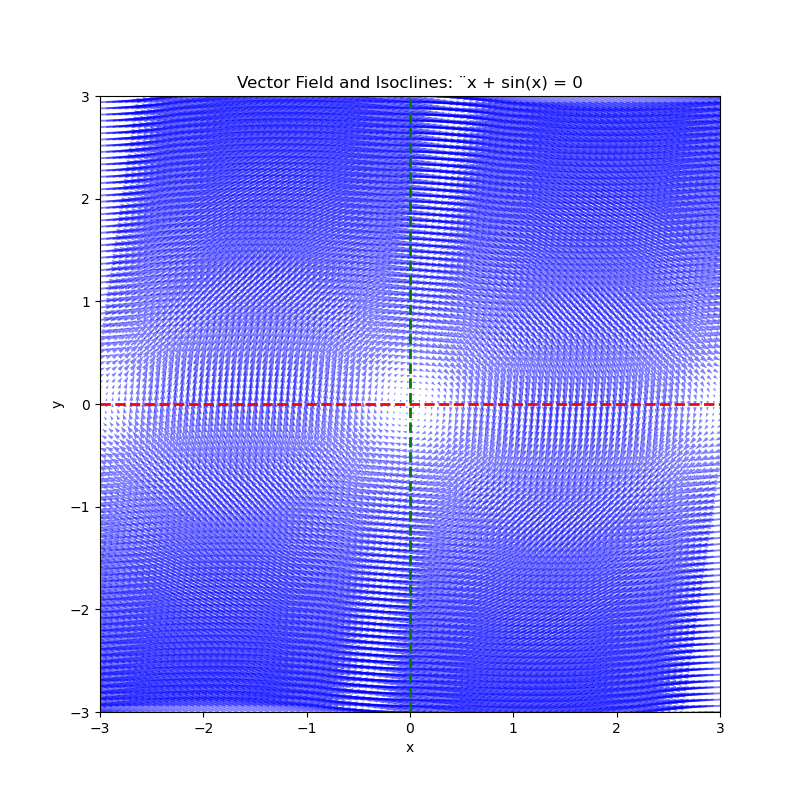 Vector Field and Isoclines: ¨x + sin(x) = 0
3
2
1
0
−1
−2
−3
y
−3 −2 −1 0 1 2 3
x